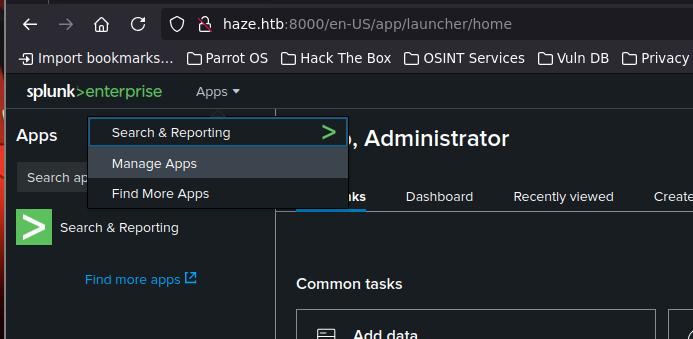 haze.htb:8000/en-US/app/launcher/home
Import bookmarks... Parrot OS Hack The Box OSINT Services Vuln DB Privacy
splunk>enterprise Apps
Apps
Search & Reporting >
, Administrator
Manage Apps
Search ap
Find More Apps
Dashboard Recently viewed Create
Search & Reporting
Find more apps
Common tasks
Add data